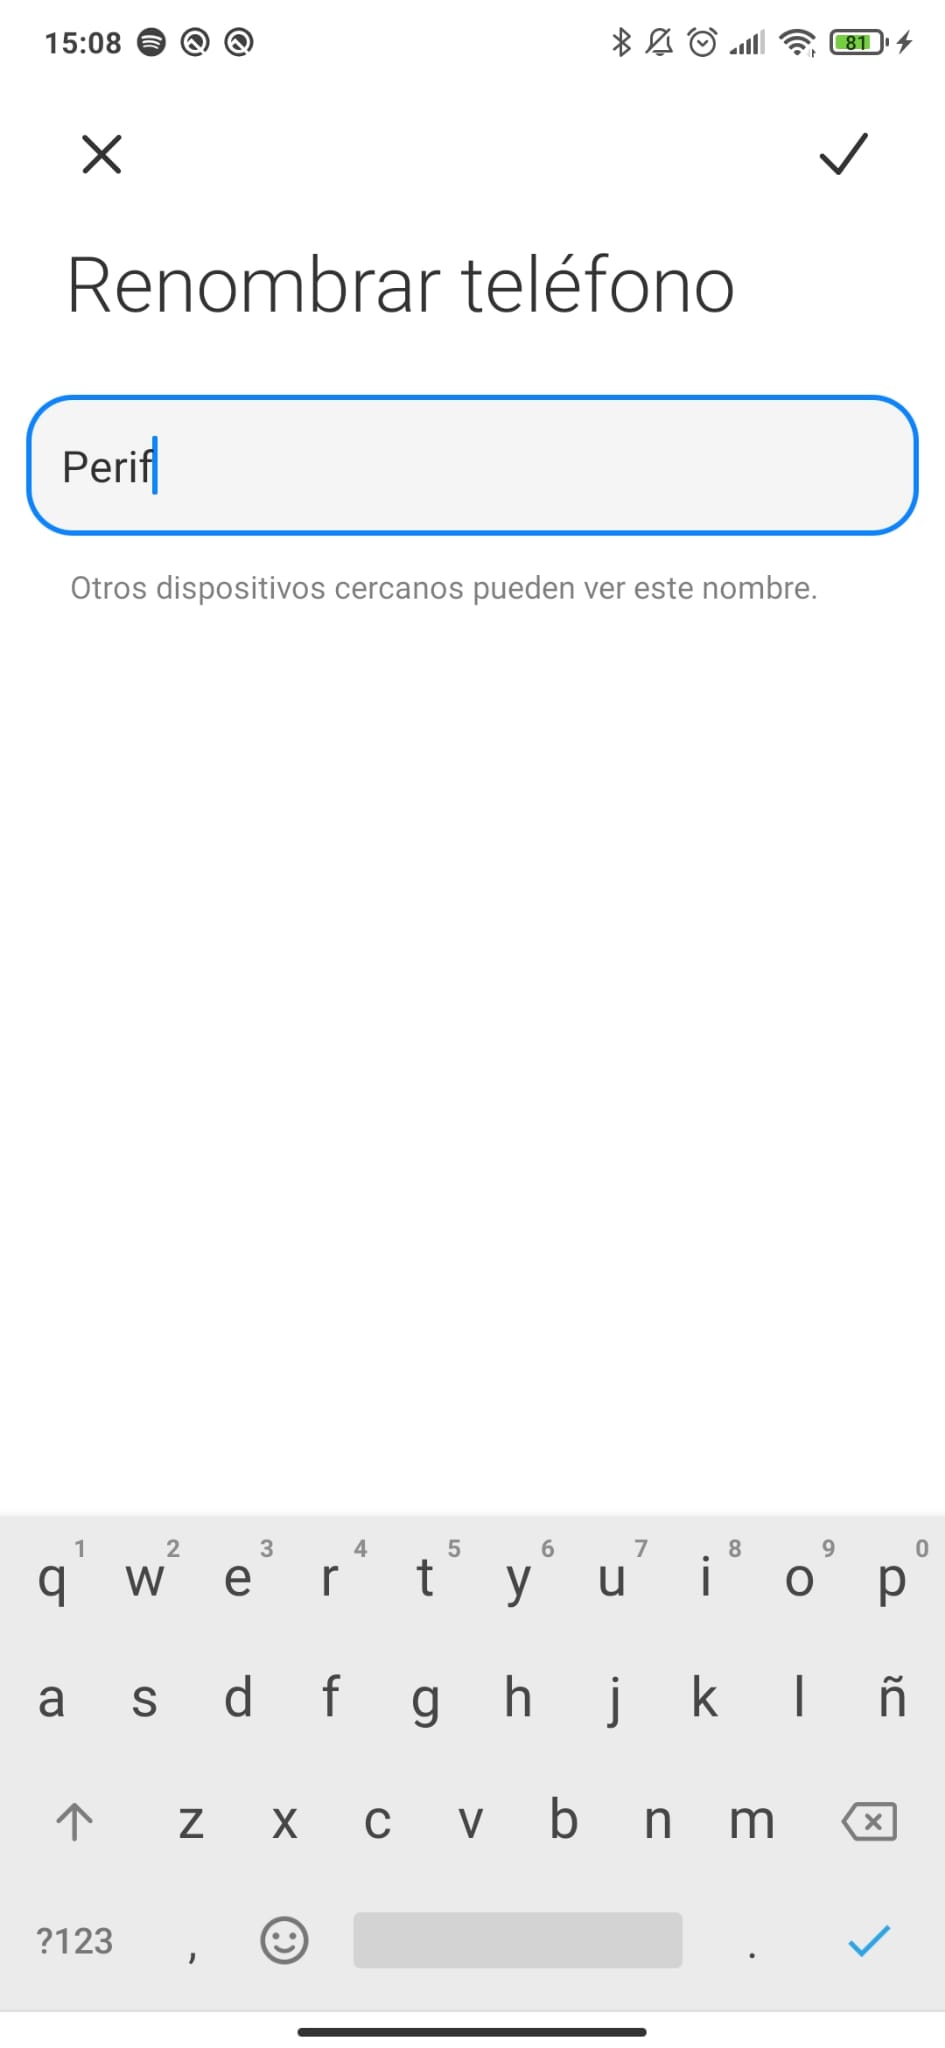 15:08
81
Renombrar teléfono
Perif
Otros dispositivos cercanos pueden ver este nombre.
1 2 3 4 5 6 7 8 9 0
q w e r t y u i o p
a s d f g h j k l ñ
z x c v b n m
?123 , .